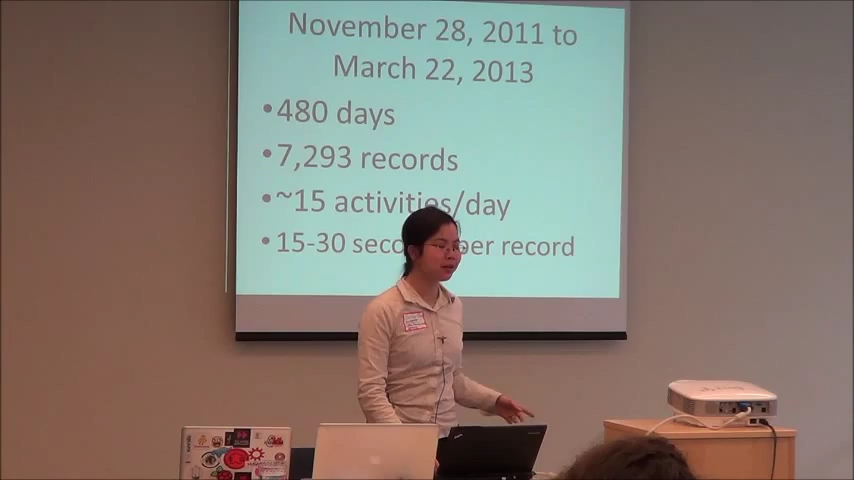 November 28, 2011 to
March 22, 2013
•480 days
•7,293 records
•~15 activities/day
•15-30 per record